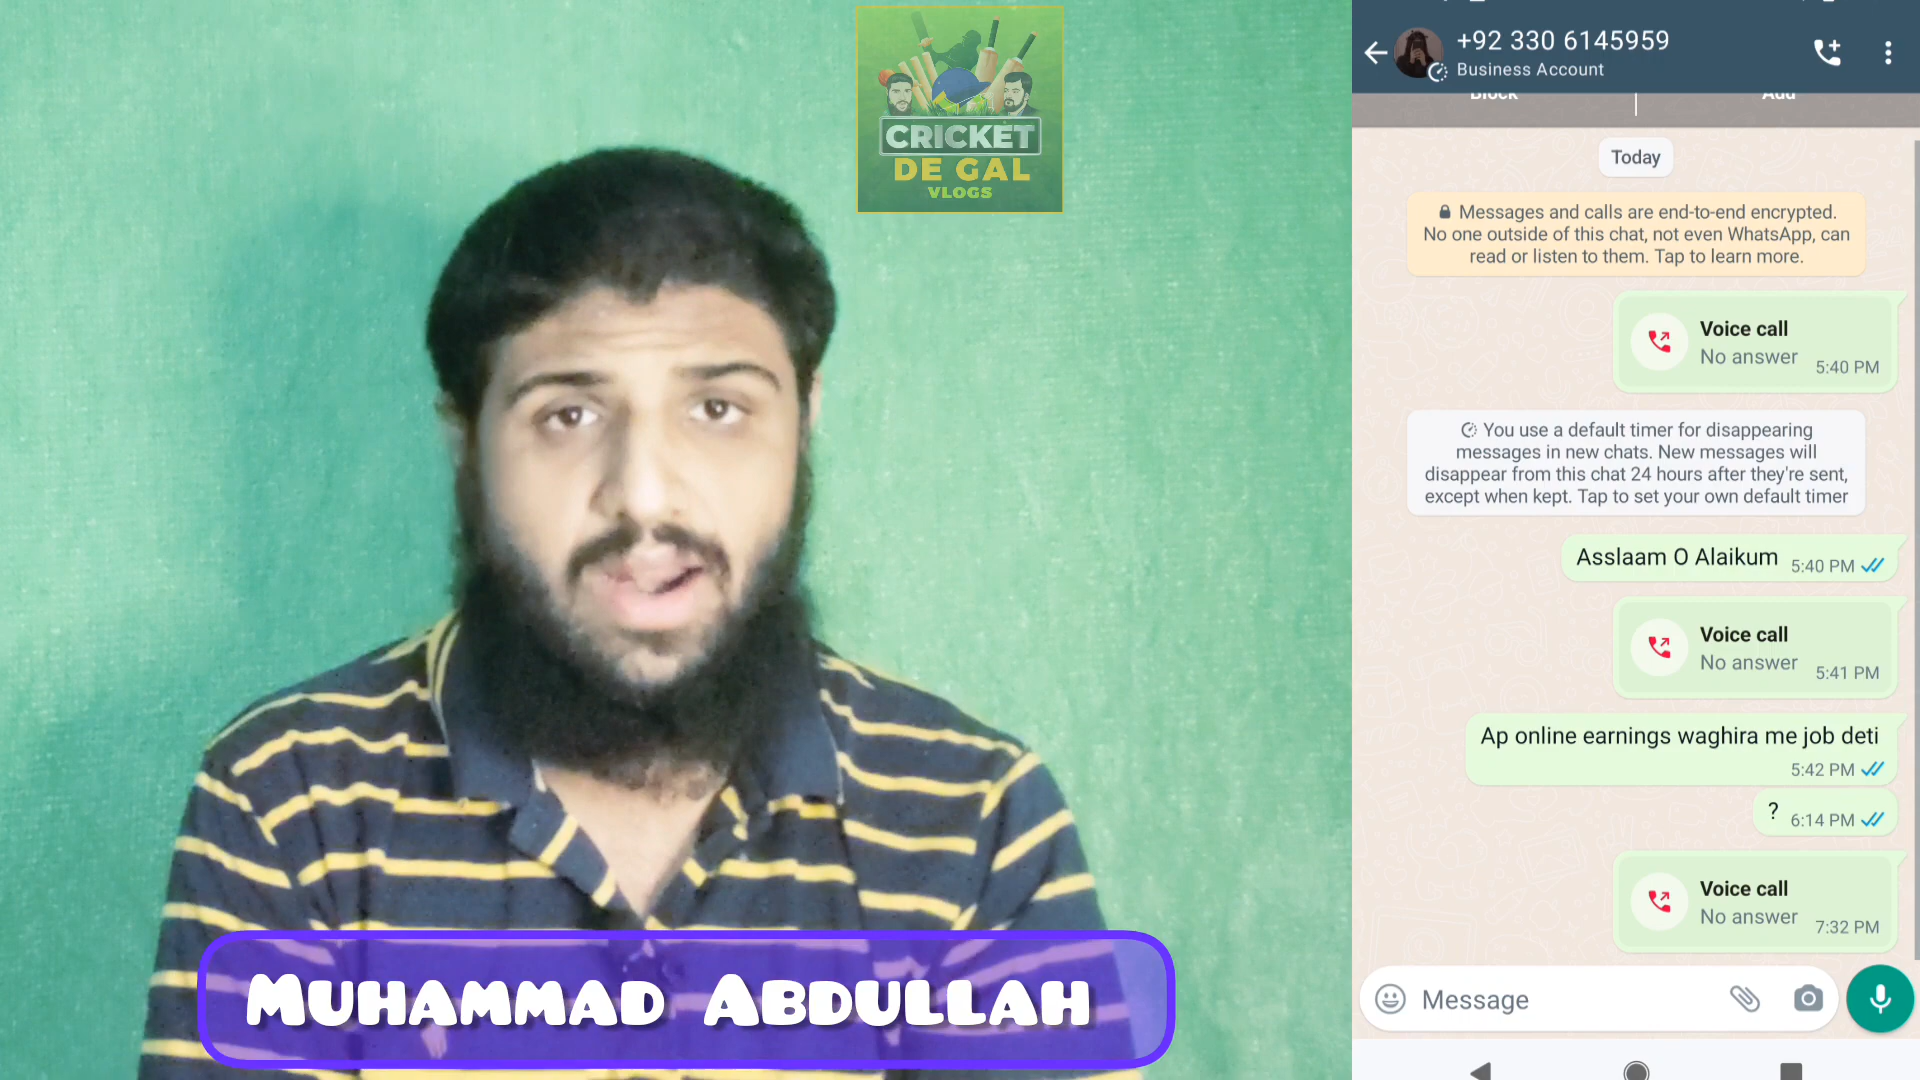 CRICKET
DE GAL
VLOGS
MUHAMMAD ABDULLAH
+92 330 6145959
Business Account
Block
Add
Today
Messages and calls are end-to-end encrypted.
No one outside of this chat, not even WhatsApp, can
read or listen to them. Tap to learn more.
Voice call
No answer
5:40 PM
You use a default timer for disappearing
messages in new chats. New messages will
disappear from this chat 24 hours after they're sent,
except when kept. Tap to set your own default timer
Asslaam O Alaikum 5:40 PM
Voice call
No answer
5:41 PM
Ap online earnings waghira me job deti
5:42 PM
? 6:14 PM
Voice call
No answer
7:32 PM
Message